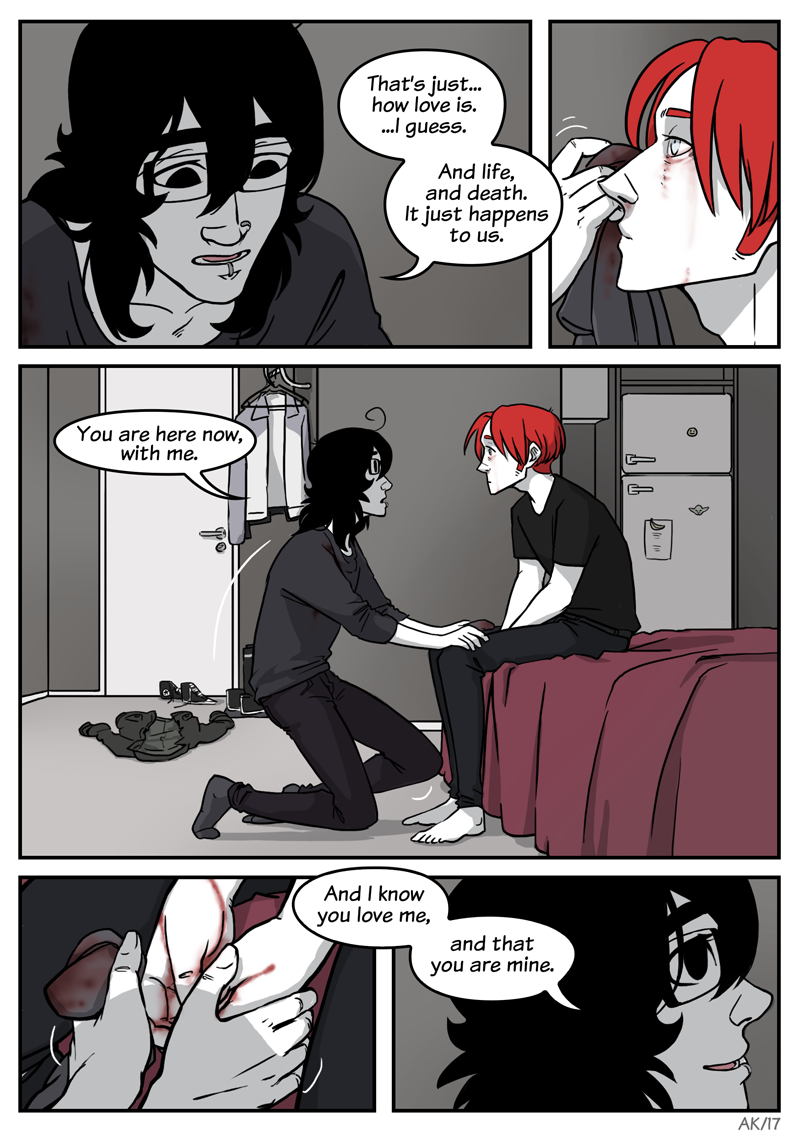 That's just...
how love is.
...I guess.
And life,
and death.
It just happens
to us.
You are here now,
with me.
And I know
you love me,
and that
you are mine.
AK/17